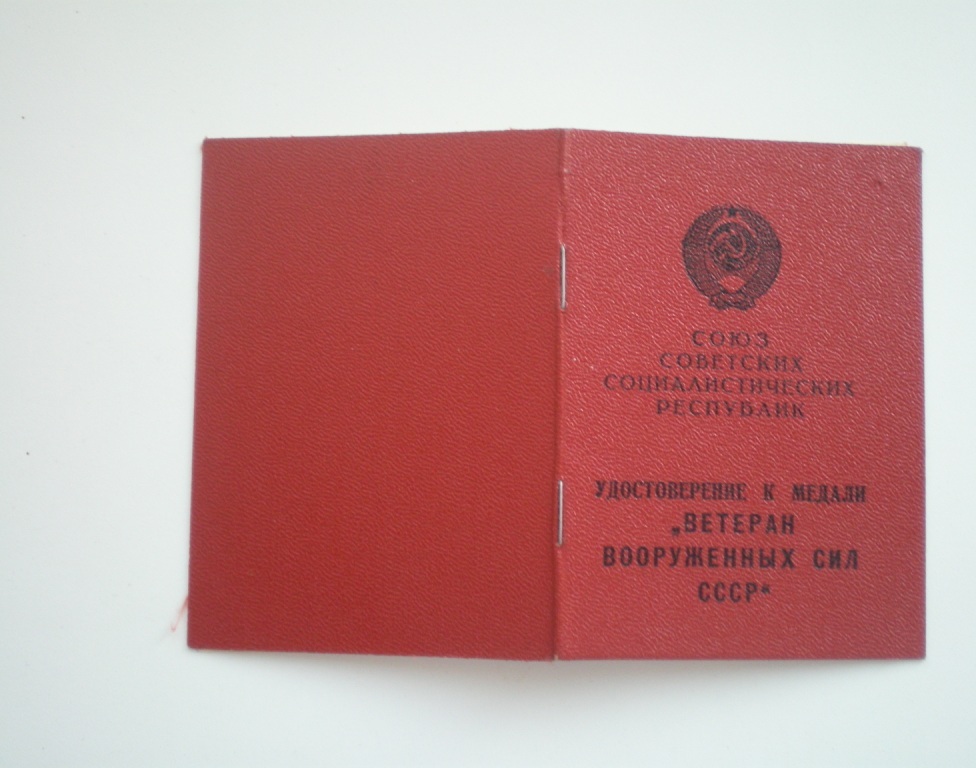 СОЮЗ
СОВЕТСКИХ
СОЦИАЛИСТИЧЕСКИХ
РЕСПУБЛИК
УДОСТОВЕРЕНИЕ К МЕДАЛИ
„ВЕТЕРАН
ВООРУЖЕННЫХ СИЛ
СССР“